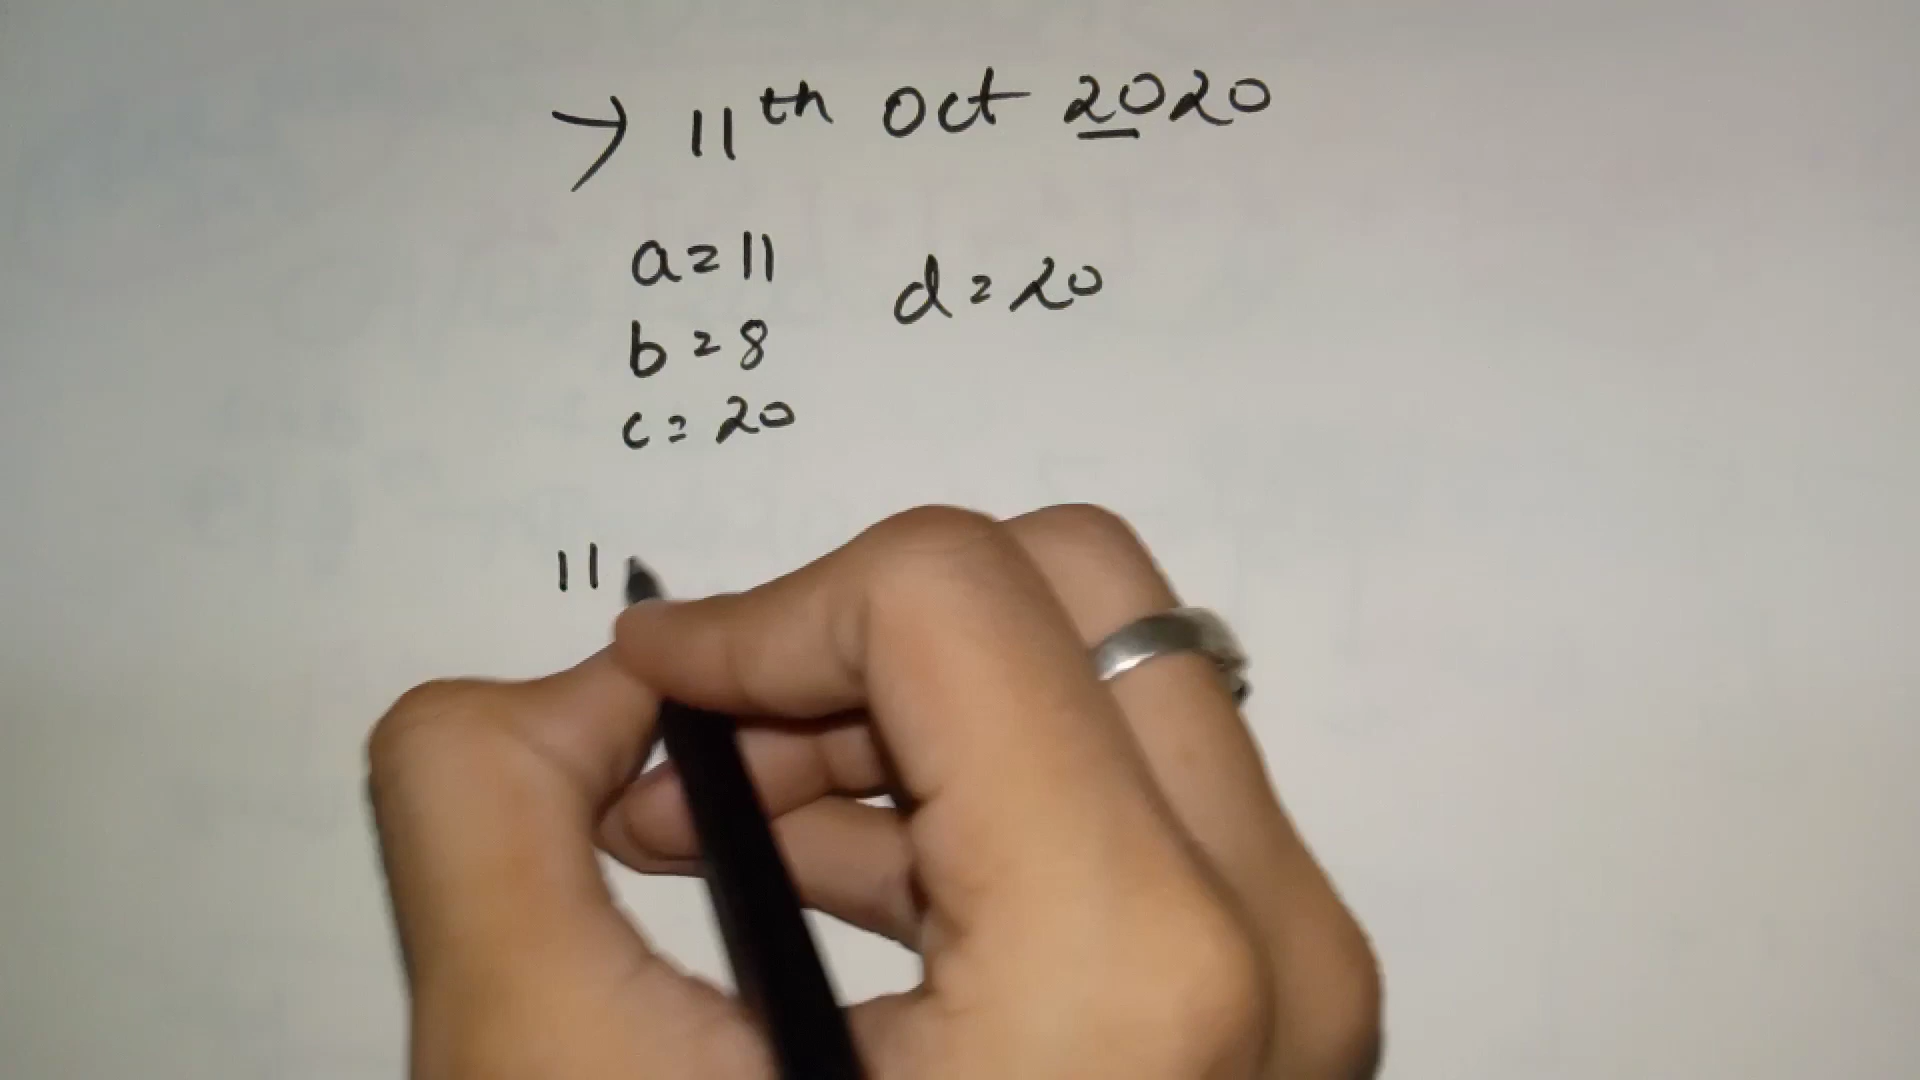 → 11th Oct 2020
a = 11 d = 20
b = 8
c = 20
11